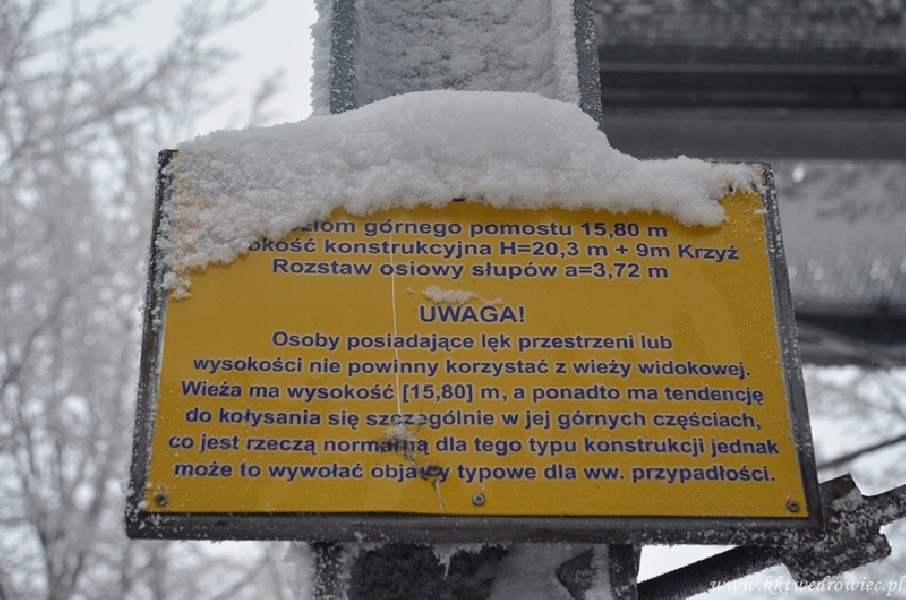 górnego pomostu 15,80 m
konstrukcyjna H=20,3 m + 9m Krzyż
Rozstaw osiowy słupów a=3,72 m
UWAGA!
Osoby posiadające lęk przestrzeni lub
wysokości nie powinny korzystać z wieży widokowej.
Wieża ma wysokość [15,80] m, a ponadto ma tendencję
do kołysania się szczególnie w jej górnych częściach,
co jest rzeczą normalną dla tego typu konstrukcji jednak
może to wywołać objawy typowe dla ww. przypadłości.
www.kktwedrowiec.pl